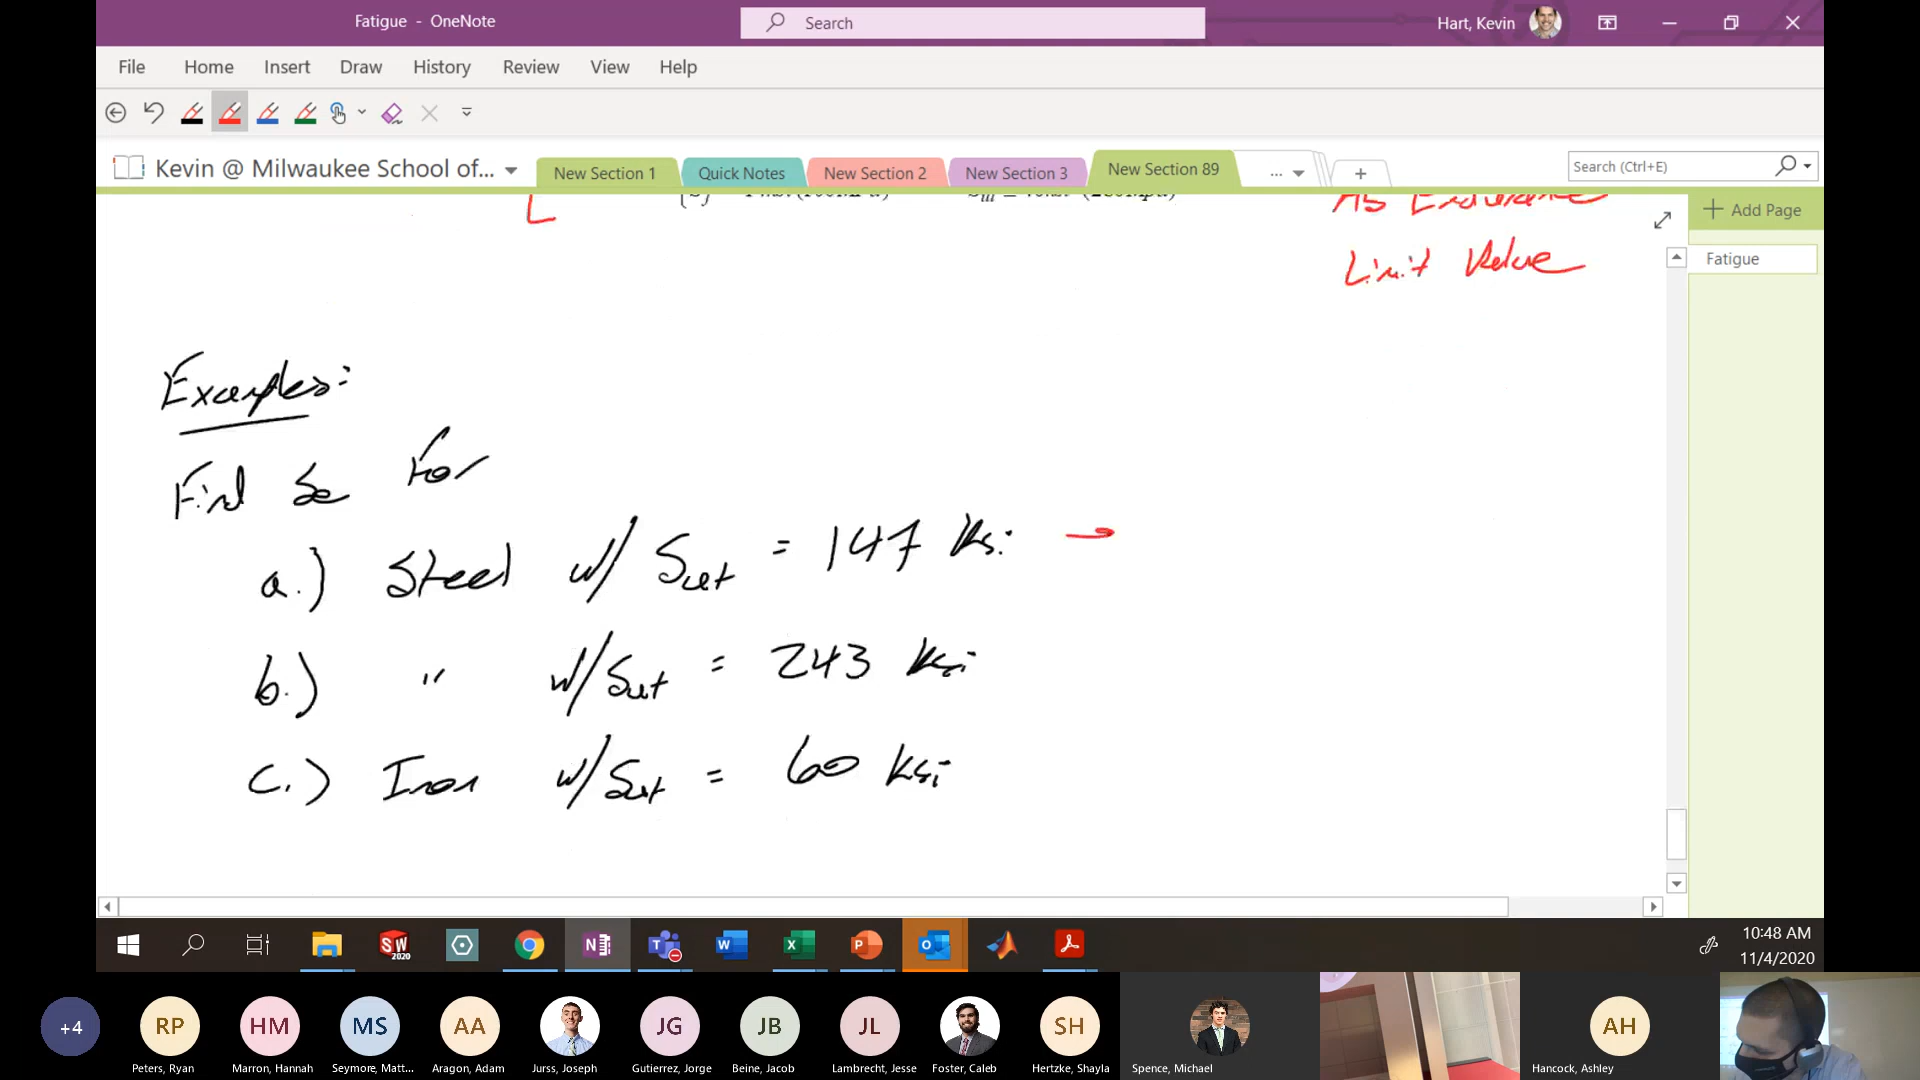 Fatigue - OneNote
Search
Hart, Kevin
File Home Insert Draw History Review View Help
Kevin @ Milwaukee School of...
New Section 1
Quick Notes
New Section 2
New Section 3
New Section 89
...
Search (Ctrl+E)
Add Page
Fatigue
As Endurance
Limit Value
Examples:
Find Se For
a.) Steel w/ Sut = 147 ksi →
b.) " w/ Sut = 243 ksi
c.) Iron w/ Sut = 60 ksi
SW
2020
10:48 AM
11/4/2020
+4
RP
HM
MS
AA
JG
JB
JL
SH
AH
Peters, Ryan
Marron, Hannah
Seymore, Matt...
Aragon, Adam
Jurss, Joseph
Gutierrez, Jorge
Beine, Jacob
Lambrecht, Jesse
Foster, Caleb
Hertzke, Shayla
Spence, Michael
Hancock, Ashley